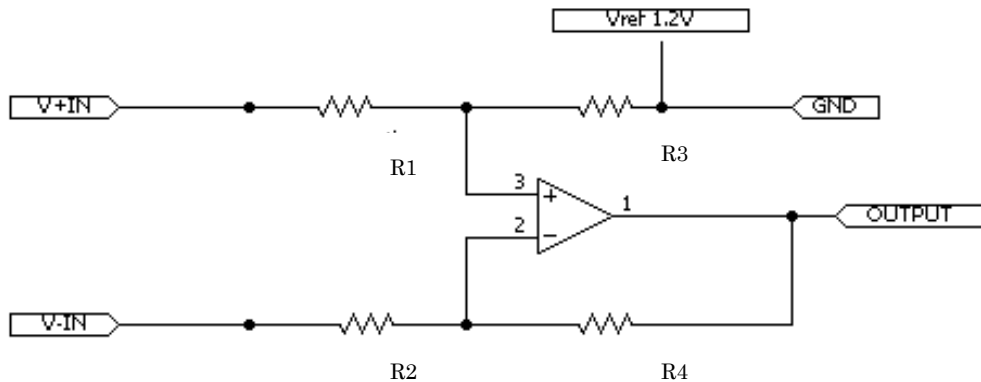 Vref 1.2V
V+IN
GND
R1
R3
3
1
2
OUTPUT
V-IN
R2
R4